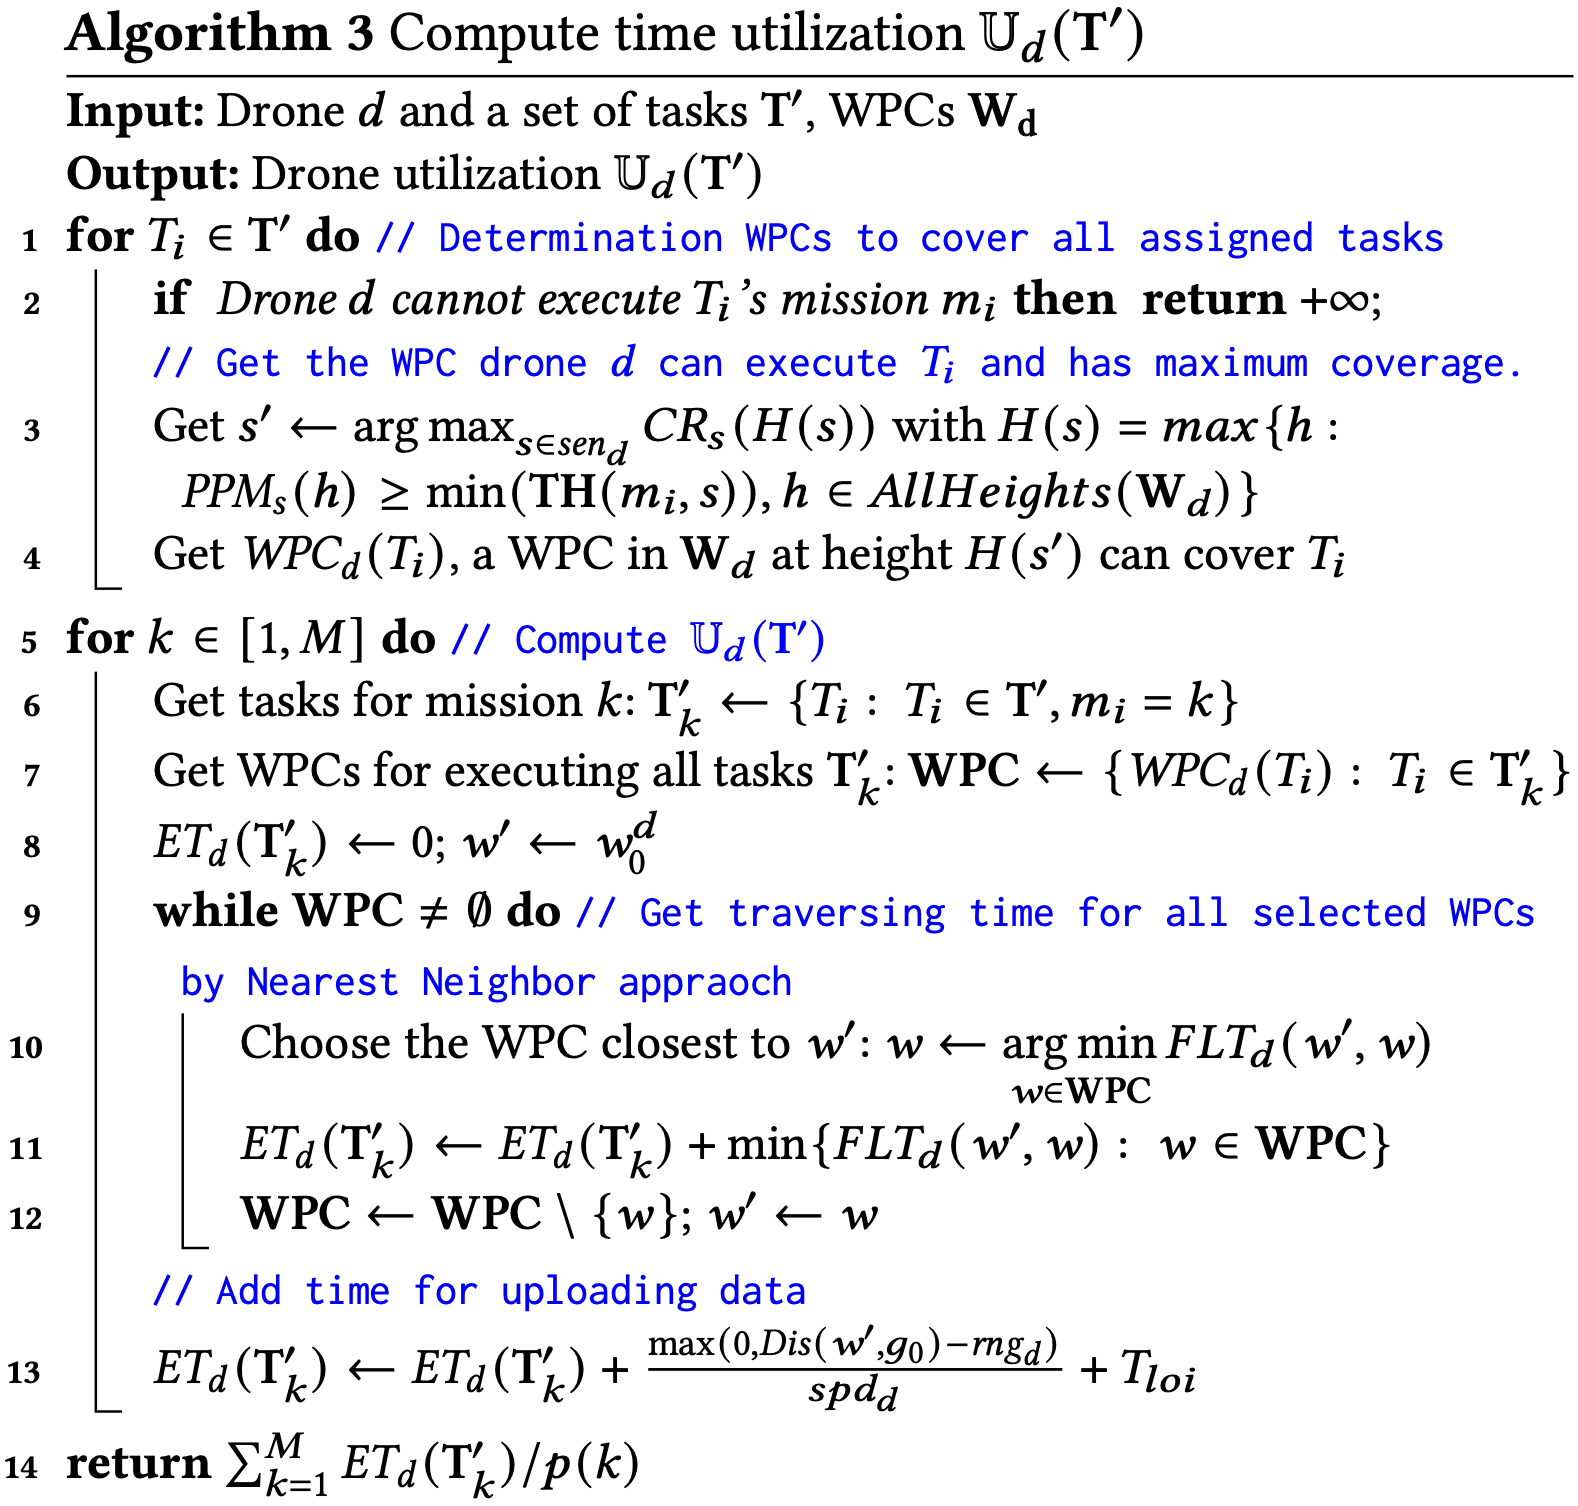 Algorithm 3 Compute time utilization 𝕌_d(T′)
Input: Drone d and a set of tasks T′, WPCs W_d
Output: Drone utilization 𝕌_d(T′)
1 for T_i ∈ T′ do // Determination WPCs to cover all assigned tasks
2 if Drone d cannot execute T_i's mission m_i then return +∞;
// Get the WPC drone d can execute T_i and has maximum coverage.
3 Get s′ ← arg max_{s∈sen_d} CR_s(H(s)) with H(s) = max{h :
PPM_s(h) ≥ min(TH(m_i, s)), h ∈ AllHeights(W_d)}
4 Get WPC_d(T_i), a WPC in W_d at height H(s′) can cover T_i
5 for k ∈ [1, M] do // Compute 𝕌_d(T′)
6 Get tasks for mission k: T′_k ← {T_i : T_i ∈ T′, m_i = k}
7 Get WPCs for executing all tasks T′_k: WPC ← {WPC_d(T_i) : T_i ∈ T′_k}
8 ET_d(T′_k) ← 0; w′ ← w_0^d
9 while WPC ≠ ∅ do // Get traversing time for all selected WPCs
by Nearest Neighbor appraoch
10 Choose the WPC closest to w′: w ← arg min_{w∈WPC} FLT_d(w′, w)
11 ET_d(T′_k) ← ET_d(T′_k) + min{FLT_d(w′, w) : w ∈ WPC}
12 WPC ← WPC \ {w}; w′ ← w
// Add time for uploading data
13 ET_d(T′_k) ← ET_d(T′_k) + max(0,Dis(w′,g_0)−rng_d)/spd_d + T_loi
14 return ∑_{k=1}^{M} ET_d(T′_k)/p(k)